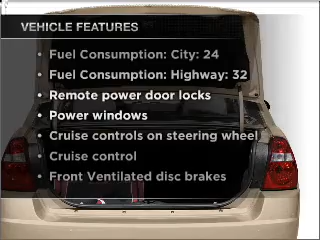 VEHICLE FEATURES
• Fuel Consumption: City: 24
• Fuel Consumption: Highway: 32
• Remote power door locks
• Power windows
• Cruise controls on steering wheel
• Cruise control
• Front Ventilated disc brakes